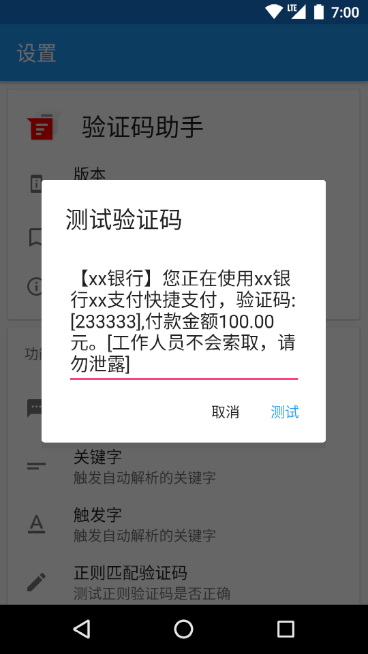 LTE 7:00
设置
验证码助手
版本
测试验证码
【xx银行】您正在使用xx银
行xx支付快捷支付，验证码:
[233333],付款金额100.00
元。[工作人员不会索取，请
勿泄露]
取消 测试
关键字
触发自动解析的关键字
触发字
触发自动解析的关键字
正则匹配验证码
测试正则验证码是否正确